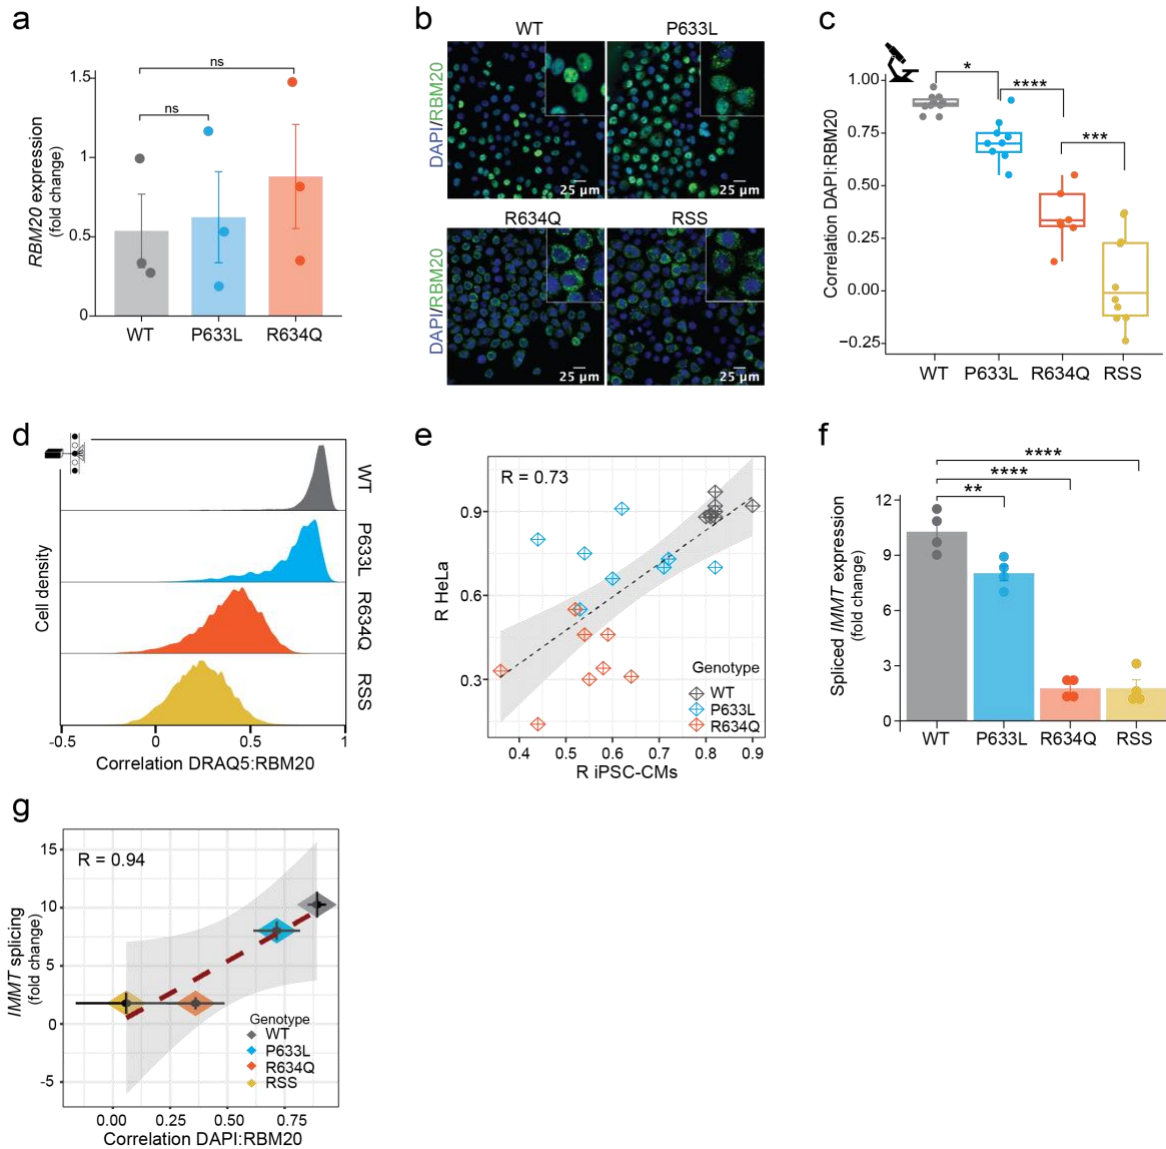 a
ns
ns
1.5
1
0.5
0
RBM20 expression
(fold change)
WT
P633L
R634Q
b
WT
P633L
DAPI/RBM20
25 µm
25 µm
R634Q
RSS
DAPI/RBM20
25 µm
25 µm
c
*
****
***
1.00
0.75
0.50
0.25
0.00
−0.25
Correlation DAPI:RBM20
WT
P633L
R634Q
RSS
d
WT
P633L
R634Q
RSS
Cell density
-0.5
0
0.5
1
Correlation DRAQ5:RBM20
e
R = 0.73
0.9
0.6
0.3
R HeLa
Genotype
WT
P633L
R634Q
0.4
0.5
0.6
0.7
0.8
0.9
R iPSC-CMs
f
****
****
**
12
9
6
3
0
Spliced IMMT expression
(fold change)
WT
P633L
R634Q
RSS
g
R = 0.94
15
10
5
0
-5
IMMT splicing
(fold change)
Genotype
WT
P633L
R634Q
RSS
0.00
0.25
0.50
0.75
Correlation DAPI:RBM20